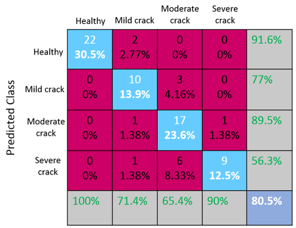 Healthy Mild crack Moderate crack Severe crack
Predicted Class
Healthy 22 2 0 0 91.6%
30.5% 2.77% 0% 0%
Mild crack 0 10 3 0 77%
0% 13.9% 4.16% 0%
Moderate crack 0 1 17 1 89.5%
0% 1.38% 23.6% 1.38%
Severe crack 0 1 6 9 56.3%
0% 1.38% 8.33% 12.5%
100% 71.4% 65.4% 90% 80.5%